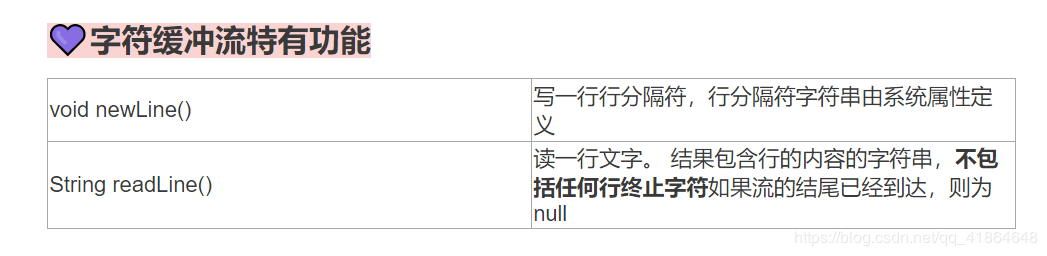 💜字符缓冲流特有功能
void newLine()
写一行行分隔符，行分隔符字符串由系统属性定
义
String readLine()
读一行文字。 结果包含行的内容的字符串，不包
括任何行终止字符如果流的结尾已经到达，则为
null
https://blog.csdn.net/qq_41864648